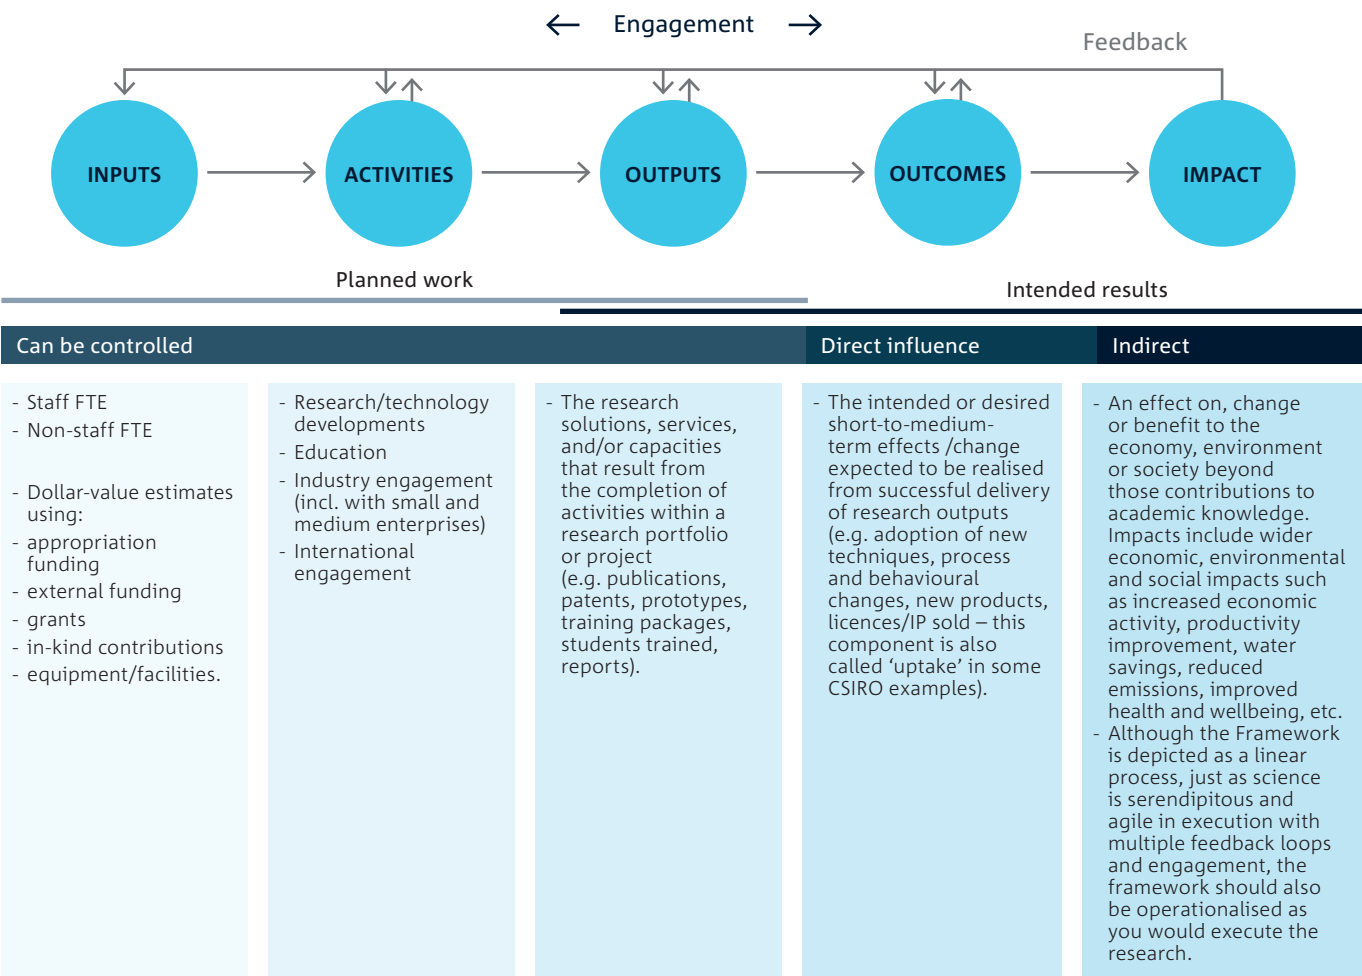 Engagement
Feedback
INPUTS
ACTIVITIES
OUTPUTS
OUTCOMES
IMPACT
Planned work
Intended results
Can be controlled
Direct influence
Indirect
- Staff FTE
- Non-staff FTE
- Dollar-value estimates
using:
- appropriation
funding
- external funding
- grants
- in-kind contributions
- equipment/facilities.
- Research/technology
developments
- Education
- Industry engagement
(incl. with small and
medium enterprises)
- International
engagement
- The research
solutions, services,
and/or capacities
that result from
the completion of
activities within a
research portfolio
or project
(e.g. publications,
patents, prototypes,
training packages,
students trained,
reports).
- The intended or desired
short-to-medium-
term effects /change
expected to be realised
from successful delivery
of research outputs
(e.g. adoption of new
techniques, process
and behavioural
changes, new products,
licences/IP sold – this
component is also
called ‘uptake’ in some
CSIRO examples).
- An effect on, change
or benefit to the
economy, environment
or society beyond
those contributions to
academic knowledge.
Impacts include wider
economic, environmental
and social impacts such
as increased economic
activity, productivity
improvement, water
savings, reduced
emissions, improved
health and wellbeing, etc.
- Although the Framework
is depicted as a linear
process, just as science
is serendipitous and
agile in execution with
multiple feedback loops
and engagement, the
framework should also
be operationalised as
you would execute the
research.